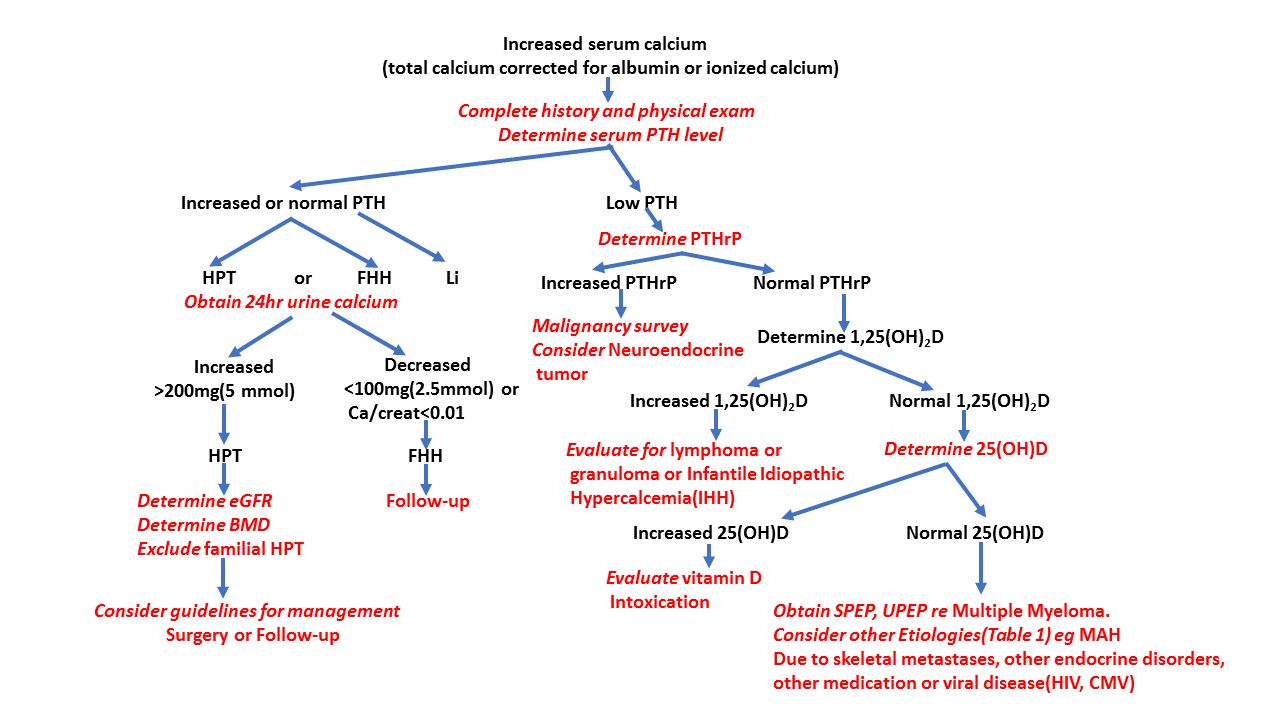 Increased serum calcium
(total calcium corrected for albumin or ionized calcium)
Complete history and physical exam
Determine serum PTH level
Increased or normal PTH
Low PTH
Determine PTHrP
HPT or FHH Li
Obtain 24hr urine calcium
Increased PTHrP
Normal PTHrP
Malignancy survey
Consider Neuroendocrine
tumor
Determine 1,25(OH)₂D
Increased
>200mg(5 mmol)
Decreased
<100mg(2.5mmol) or
Ca/creat<0.01
Increased 1,25(OH)₂D
Normal 1,25(OH)₂D
HPT
FHH
Evaluate for lymphoma or
granuloma or Infantile Idiopathic
Hypercalcemia(IHH)
Determine 25(OH)D
Determine eGFR
Determine BMD
Exclude familial HPT
Follow-up
Increased 25(OH)D
Normal 25(OH)D
Evaluate vitamin D
Intoxication
Consider guidelines for management
Surgery or Follow-up
Obtain SPEP, UPEP re Multiple Myeloma.
Consider other Etiologies(Table 1) eg MAH
Due to skeletal metastases, other endocrine disorders,
other medication or viral disease(HIV, CMV)